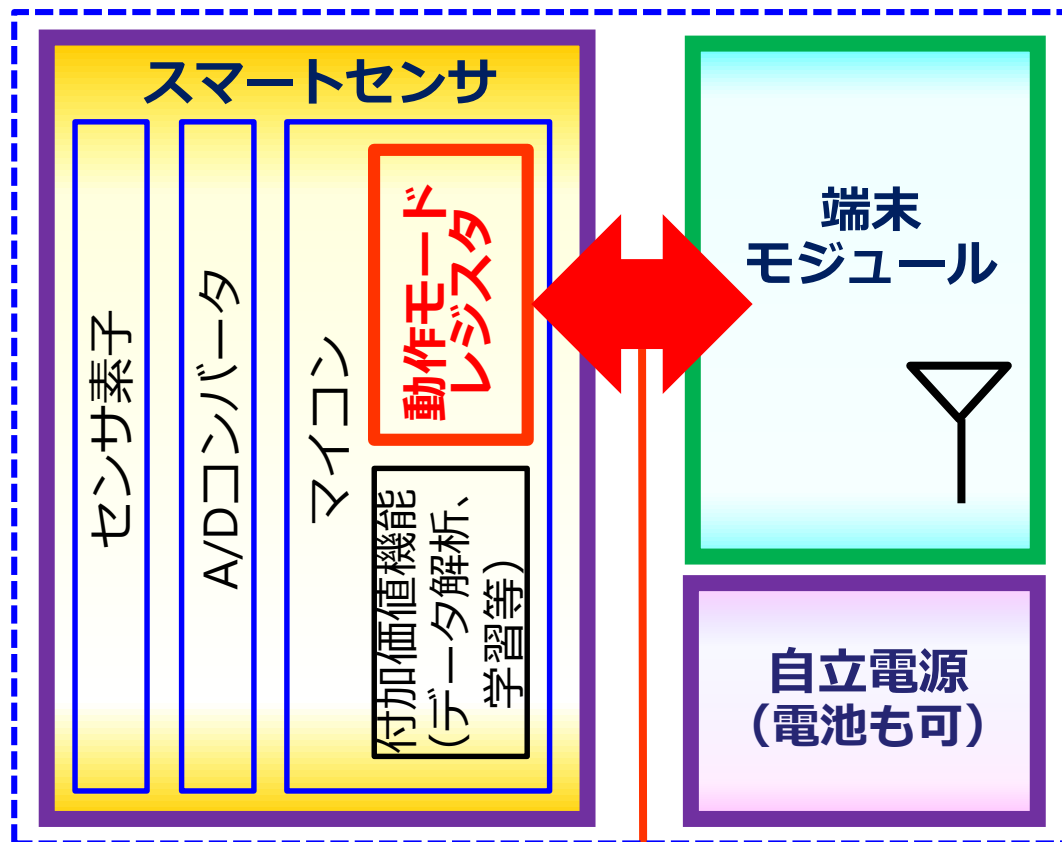 スマートセンサ
センサ素子
A/Dコンバータ
マイコン
動作モード
レジスタ
付加価値機能
(データ解析、
学習等)
端末
モジュール
自立電源
（電池も可）